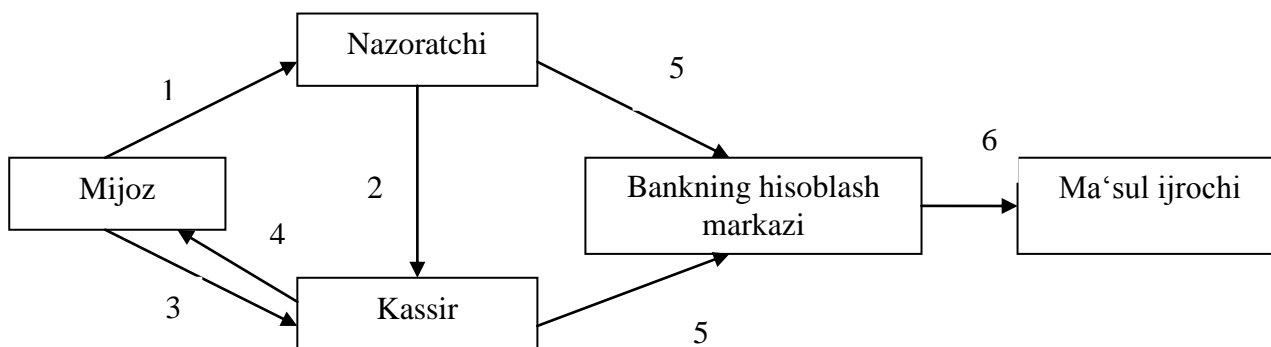 Nazoratchi
5
1
6
Mijoz
2
Bankning hisoblash
markazi
Ma‘sul ijrochi
4
3
Kassir
5